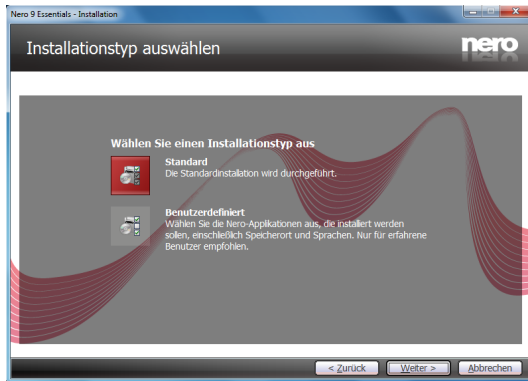 Nero 9 Essentials - Installation
Installationstyp auswählen
nero
Wählen Sie einen Installationstyp aus
Standard
Die Standardinstallation wird durchgeführt.
Benutzerdefiniert
Wählen Sie die Nero-Applikationen aus, die installiert werden
sollen, einschließlich Speicherort und Sprachen. Nur für erfahrene
Benutzer empfohlen.
< Zurück
Weiter >
Abbrechen